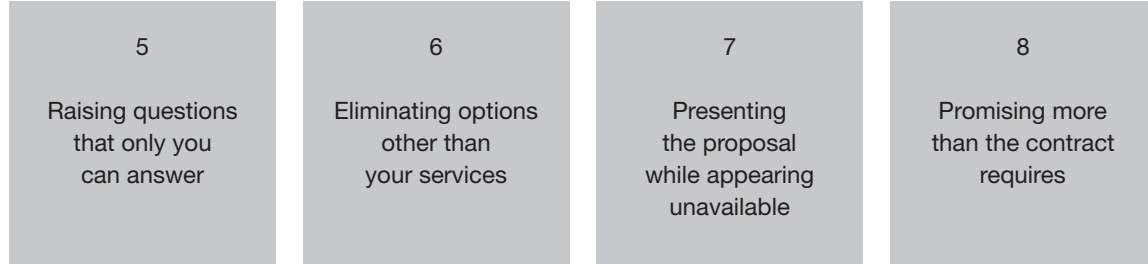 5
Raising questions
that only you
can answer
6
Eliminating options
other than
your services
7
Presenting
the proposal
while appearing
unavailable
8
Promising more
than the contract
requires